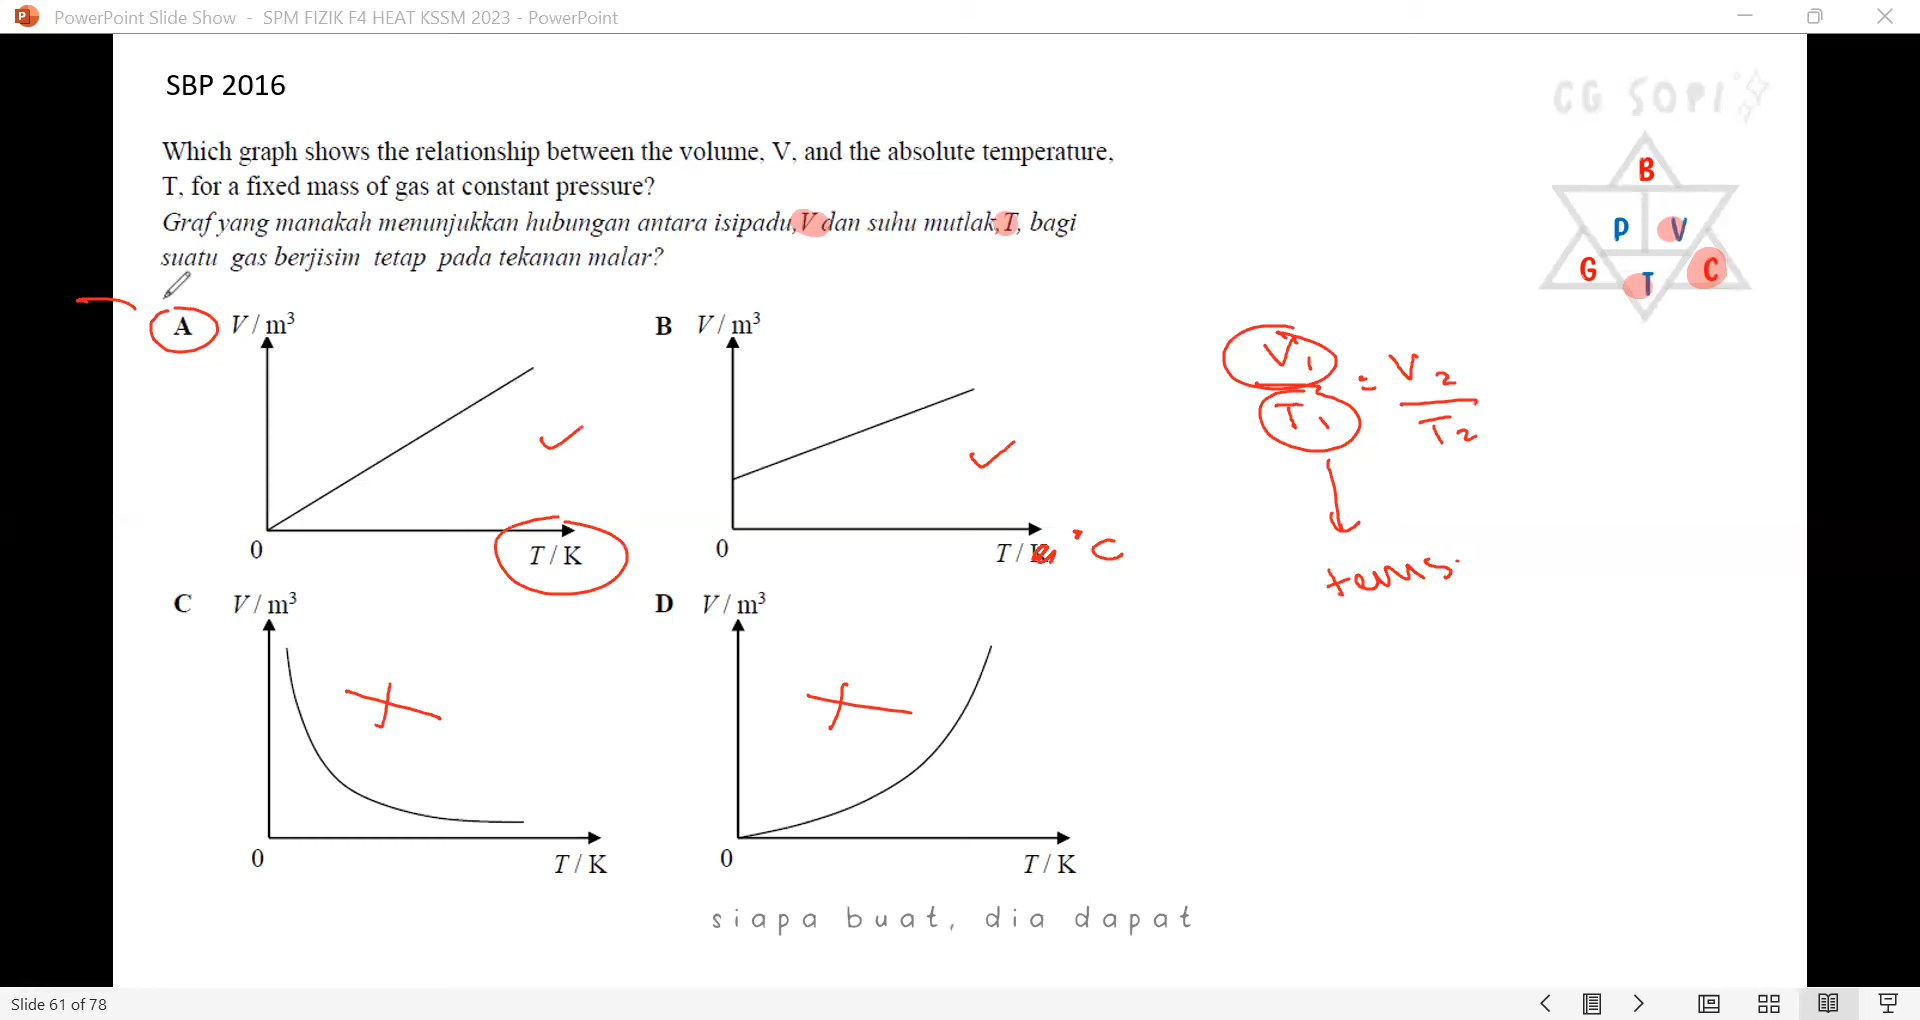 PowerPoint Slide Show - SPM FIZIK F4 HEAT KSSM 2023 - PowerPoint
SBP 2016
CG SOPI
Which graph shows the relationship between the volume, V, and the absolute temperature,
T, for a fixed mass of gas at constant pressure?
Graf yang manakah menunjukkan hubungan antara isipadu,V dan suhu mutlak,T, bagi
suatu gas berjisim tetap pada tekanan malar?
B
P V
G T C
A V / m³
0
T / K
B V / m³
0
T / °C
V₁ = V₂
T₁ T₂
C V / m³
0
T / K
D V / m³
0
T / K
siapa buat, dia dapat
Slide 61 of 78